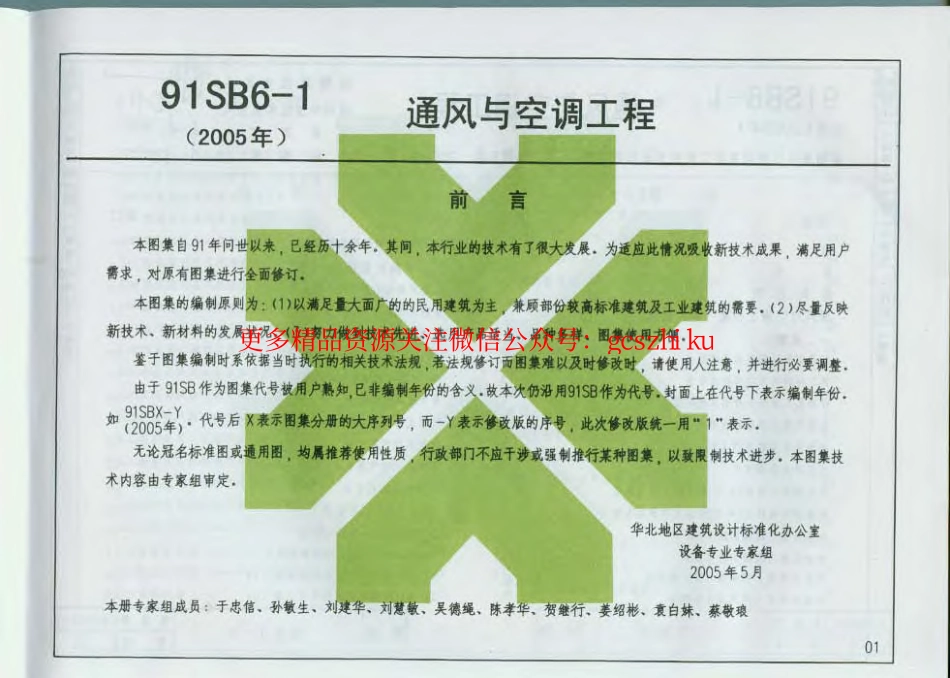 91SB6-1
(2005年)
通风与空调工程
前 言
本图集自91年问世以来，已经历十余年。其间，本行业的技术有了很大发展。为适应此情况吸收新技术成果，满足用户
需求，对原有图集进行全面修订。
本图集的编制原则为：(1)以满足量大面广的的民用建筑为主，兼顾部份较高标准建筑及工业建筑的需要。(2)尽量反映
新技术、新材料的发展状况。
更多精品资源关注微信公众号：gcszhiku
鉴于图集编制时系依据当时执行的相关技术法规，若法规修订而图集难以及时修改时，请使用人注意，并进行必要调整。
由于91SB作为图集代号被用户熟知，已非编制年份的含义。故本次仍沿用91SB作为代号。封面上在代号下表示编制年份。
如 91SBX-Y (2005年)。代号后X表示图集分册的大序列号，而-Y表示修改版的序号，此次修改版统一用"1"表示。
无论冠名标准图或通用图，均属推荐使用性质，行政部门不应干涉或强制推行某种图集，以致限制技术进步。本图集技
术内容由专家组审定。
华北地区建筑设计标准化办公室
设备专业专家组
2005年5月
本册专家组成员：于忠信、孙敏生、刘建华、刘慧敏、吴德绳、陈孝华、贺继行、姜绍彬、袁白妹、蔡敬琅
01